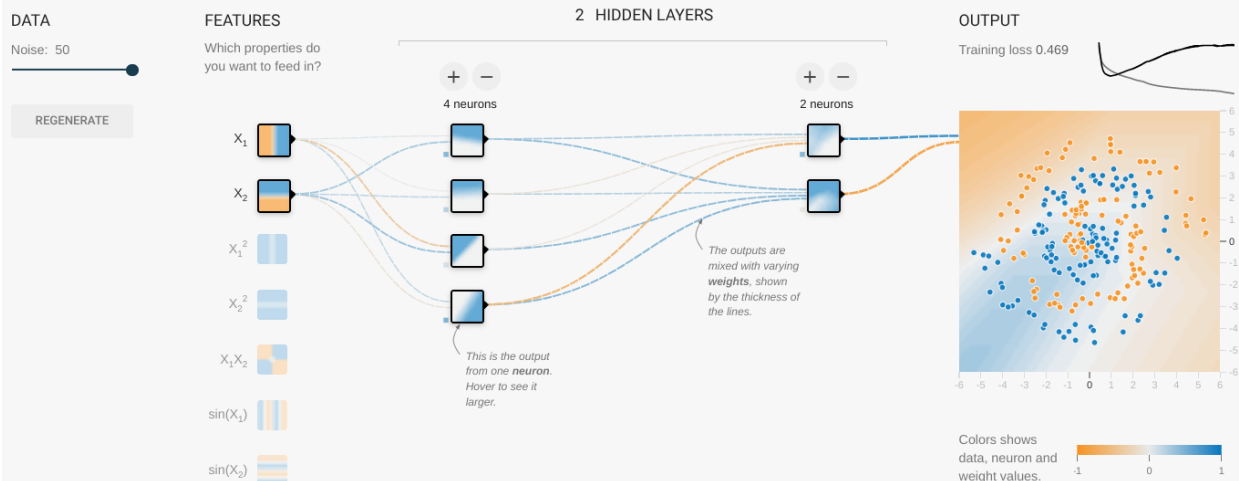 DATA
Noise: 50
REGENERATE
FEATURES
Which properties do
you want to feed in?
X1
X2
X1²
X2²
X1X2
sin(X1)
sin(X2)
2 HIDDEN LAYERS
+ −
4 neurons
+ −
2 neurons
This is the output
from one neuron.
Hover to see it
larger.
The outputs are
mixed with varying
weights, shown
by the thickness of
the lines.
OUTPUT
Training loss 0.469
6
5
4
3
2
1
0
-1
-2
-3
-4
-5
-6
-6 -5 -4 -3 -2 -1 0 1 2 3 4 5 6
Colors shows
data, neuron and
weight values.
-1 0 1